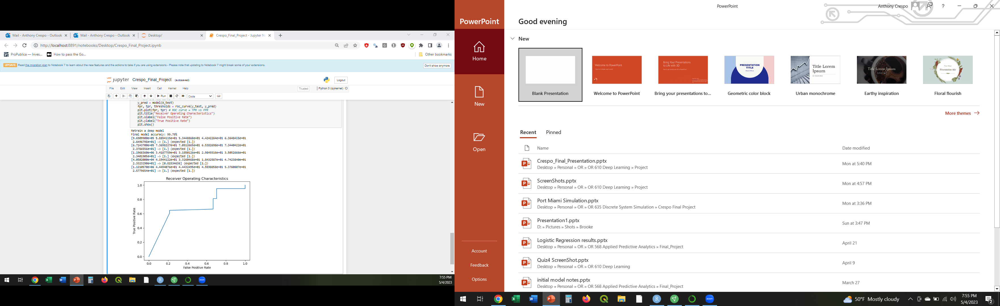 Mail - Anthony Crespo - Outlook
Mail - Anthony Crespo - Outlook
Desktop/
Crespo_Final_Project - Jupyter N
http://localhost:8891/notebooks/Desktop/Crespo_Final_Project.ipynb
ProPublica — Inves...
How to pass the Go...
Other bookmarks
UPDATE Read the migration plan to Notebook 7 to learn about the new features and the actions to take if you are using extensions - Please note that updating to Notebook 7 might break some of your extensions.
Don't show anymore
jupyter Crespo_Final_Project (autosaved)
Logout
File Edit View Insert Cell Kernel Help
Trusted
Python 3 (ipykernel)
Run
Code
y_pred = model(X_test)
fpr, tpr, thresholds = roc_curve(y_test, y_pred)
plt.plot(fpr, tpr) # ROC curve = TPR vs FPR
plt.title("Receiver Operating Characteristics")
plt.xlabel("False Positive Rate")
plt.ylabel("True Positive Rate")
plt.show()
Retrain a deep model
Final model accuracy: 99.79%
[9.6909900e+05 5.8854115e+01 5.3448868e+01 4.4242264e+01 6.3648415e+01
2.6496798e+01] -> [1.] (expected [1.])
[6.7243700e+05 7.3698227e+01 7.0512665e+01 6.5382698e+01 7.3440422e+01
2.3786556e+01] -> [1.] (expected [1.])
[1.1968360e+06 3.4187759e+01 3.1850126e+01 2.9845516e+01 3.5052666e+01
2.3401905e+01] -> [1.] (expected [1.])
[4.0502000e+04 4.1944122e+01 3.3260468e+01 1.8432587e+01 4.7423840e+01
2.3323290e+01] -> [0.81534636] (expected [1.])
[1.1210570e+06 4.4494076e+01 4.4432495e+01 4.5598858e+01 5.3760807e+01
2.5779654e+01] -> [1.] (expected [1.])
Receiver Operating Characteristics
True Positive Rate
1.0
0.8
0.6
0.4
0.2
0.0
0.0 0.2 0.4 0.6 0.8 1.0
False Positive Rate
7:55 PM
5/4/2023
PowerPoint
Anthony Crespo
PowerPoint
Home
New
Open
Account
Feedback
Options
Good evening
New
Blank Presentation
Welcome to PowerPoint
Welcome to PowerPoint
Bring Your Presentations
to Life with 3D
Bring your presentations to...
PRESENTATION
TITLE
Geometric color block
Title Lorem
Ipsum
Urban monochrome
Title Lorem Ipsum
Earthy inspiration
Presentation title
Floral flourish
More themes
Recent Pinned
Name Date modified
Crespo_Final_Presentation.pptx
Desktop » Personal » OR » OR 610 Deep Learning » Project
Mon at 5:40 PM
ScreenShots.pptx
Desktop » Personal » OR » OR 610 Deep Learning » Project
Mon at 4:57 PM
Port Miami Simulation.pptx
Desktop » Personal » OR » OR 635 Discrete System Simulation » Crespo Final Project
Mon at 3:36 PM
Presentation1.pptx
D: » Pictures » Shots » Brooke
Sun at 3:47 PM
Logistic Regression results.pptx
Desktop » Personal » OR » OR 568 Applied Predictive Analytics » Final_Project
April 21
Quiz4 ScreenShot.pptx
Desktop » Personal » OR » OR 610 Deep Learning
April 9
initial model notes.pptx
Desktop » Personal » OR » OR 568 Applied Predictive Analytics » Final_Project
March 27
zoom
50°F Mostly cloudy
7:55 PM
5/4/2023
2